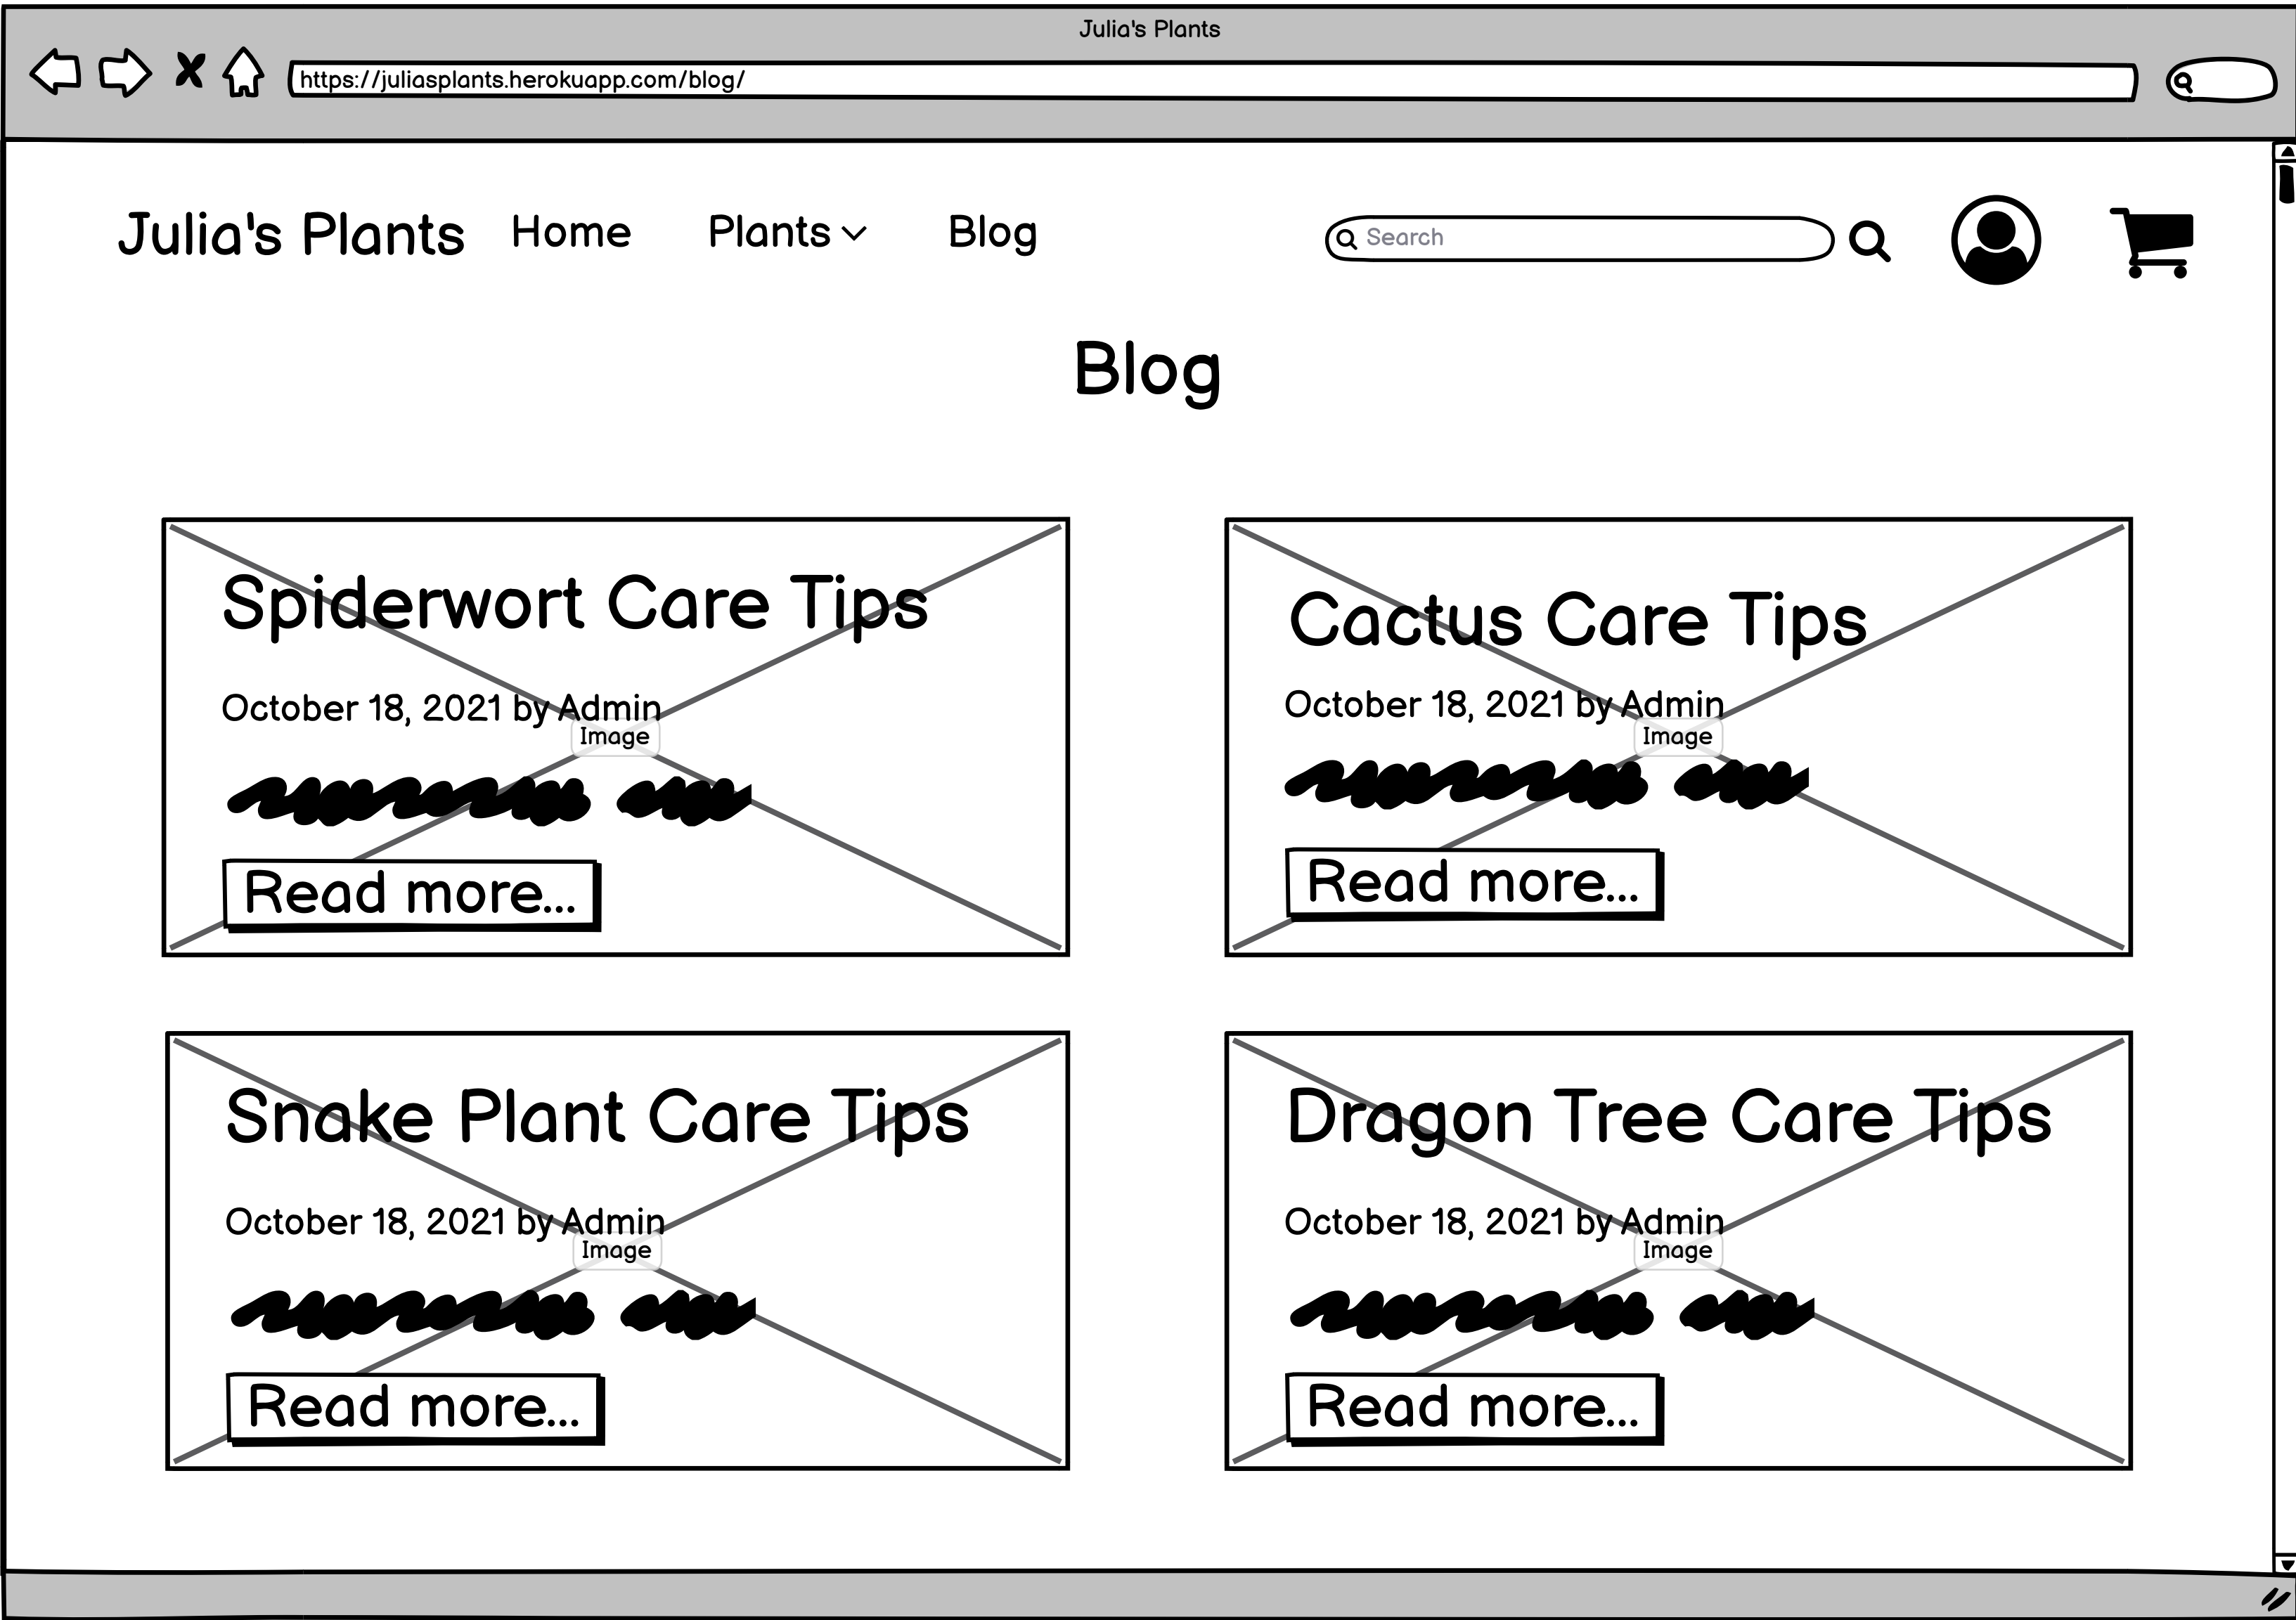 Julia's Plants
https://juliasplants.herokuapp.com/blog/
Julia's Plants Home Plants Blog Search
Blog
Spiderwort Care Tips
October 18, 2021 by Admin
Image
Read more...
Cactus Care Tips
October 18, 2021 by Admin
Image
Read more...
Snake Plant Care Tips
October 18, 2021 by Admin
Image
Read more...
Dragon Tree Care Tips
October 18, 2021 by Admin
Image
Read more...